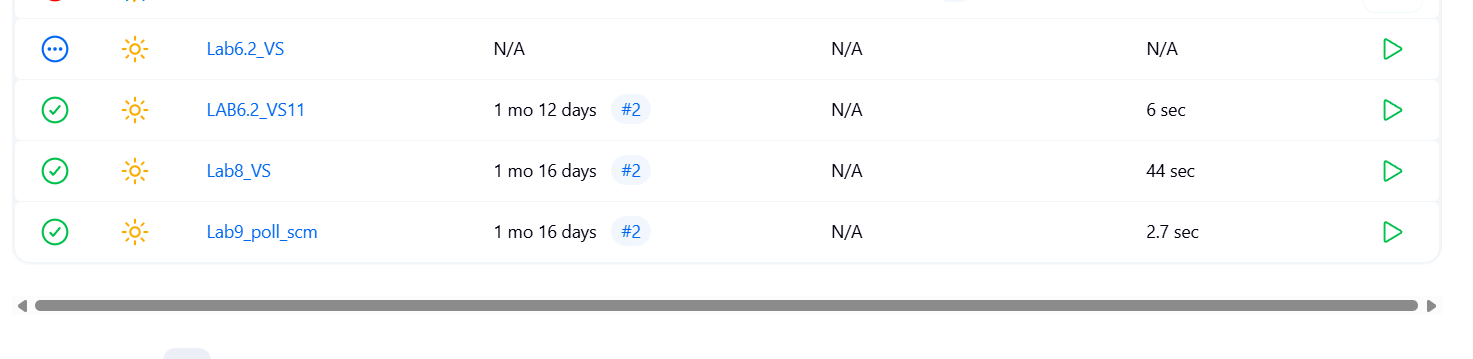 Lab6.2_VS N/A N/A N/A
LAB6.2_VS11 1 mo 12 days #2 N/A 6 sec
Lab8_VS 1 mo 16 days #2 N/A 44 sec
Lab9_poll_scm 1 mo 16 days #2 N/A 2.7 sec